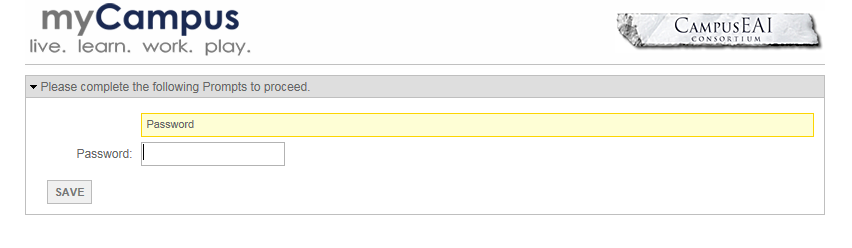 myCampus
live. learn. work. play.
CAMPUSEAI
CONSORTIUM
Please complete the following Prompts to proceed.
Password
Password:
SAVE